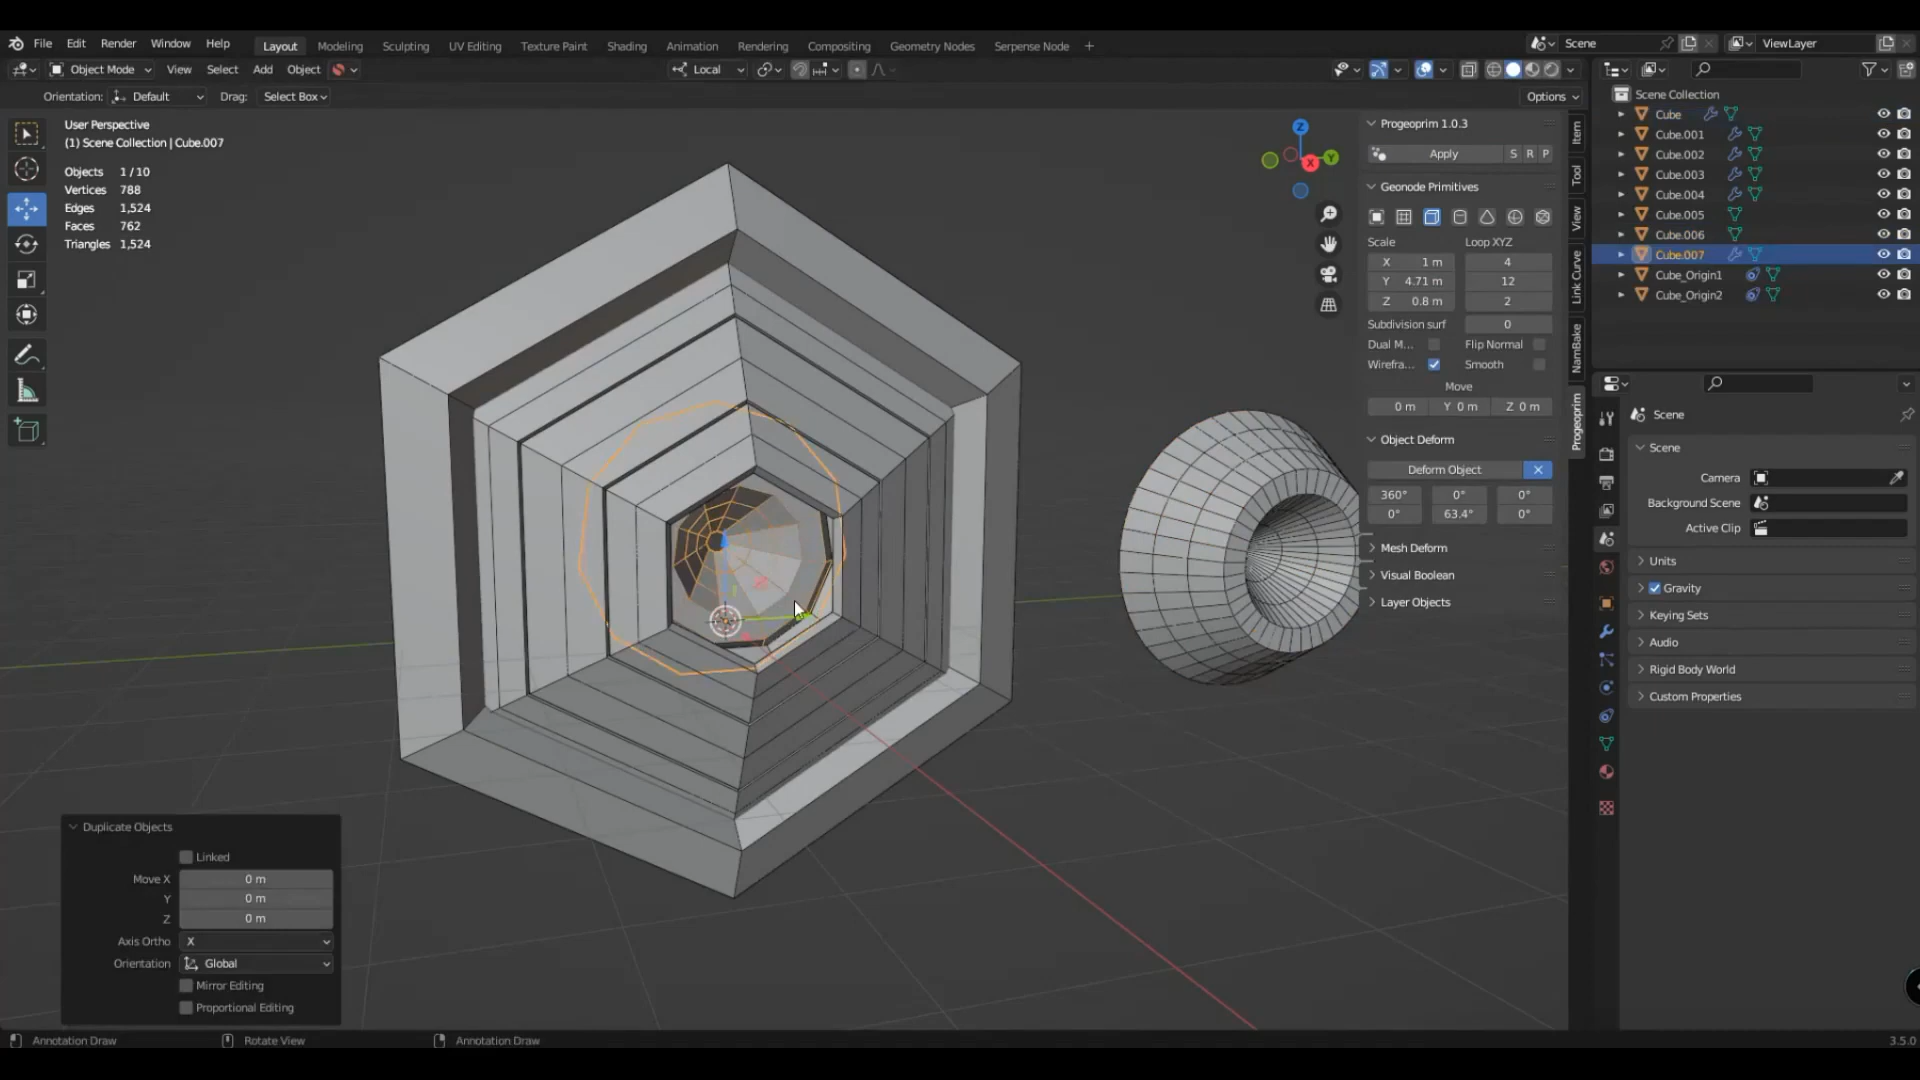 File Edit Render Window Help Layout Modeling Sculpting UV Editing Texture Paint Shading Animation Rendering Compositing Geometry Nodes Serpense Node + Scene ViewLayer
Object Mode View Select Add Object Local
Orientation: Default Drag: Select Box Options
User Perspective
(1) Scene Collection | Cube.007
Objects 1/10
Vertices 788
Edges 1,524
Faces 762
Triangles 1,524
Z
Y
X
Progeoprim 1.0.3
Apply S R P
Geonode Primitives
Scale Loop XYZ
X 1 m 4
Y 4.71 m 12
Z 0.8 m 2
Subdivision surf 0
Dual M... Flip Normal
Wirefra... Smooth
Move
0 m Y 0 m Z 0 m
Object Deform
Deform Object
360° 0° 0°
0° 63.4° 0°
Mesh Deform
Visual Boolean
Layer Objects
Item
Tool
View
Link Curve
NamBake
Progeoprim
Scene Collection
Cube
Cube.001
Cube.002
Cube.003
Cube.004
Cube.005
Cube.006
Cube.007
Cube_Origin1
Cube_Origin2
Scene
Scene
Camera
Background Scene
Active Clip
Units
Gravity
Keying Sets
Audio
Rigid Body World
Custom Properties
Duplicate Objects
Linked
Move X 0 m
Y 0 m
Z 0 m
Axis Ortho X
Orientation Global
Mirror Editing
Proportional Editing
Annotation Draw Rotate View Annotation Draw 3.5.0